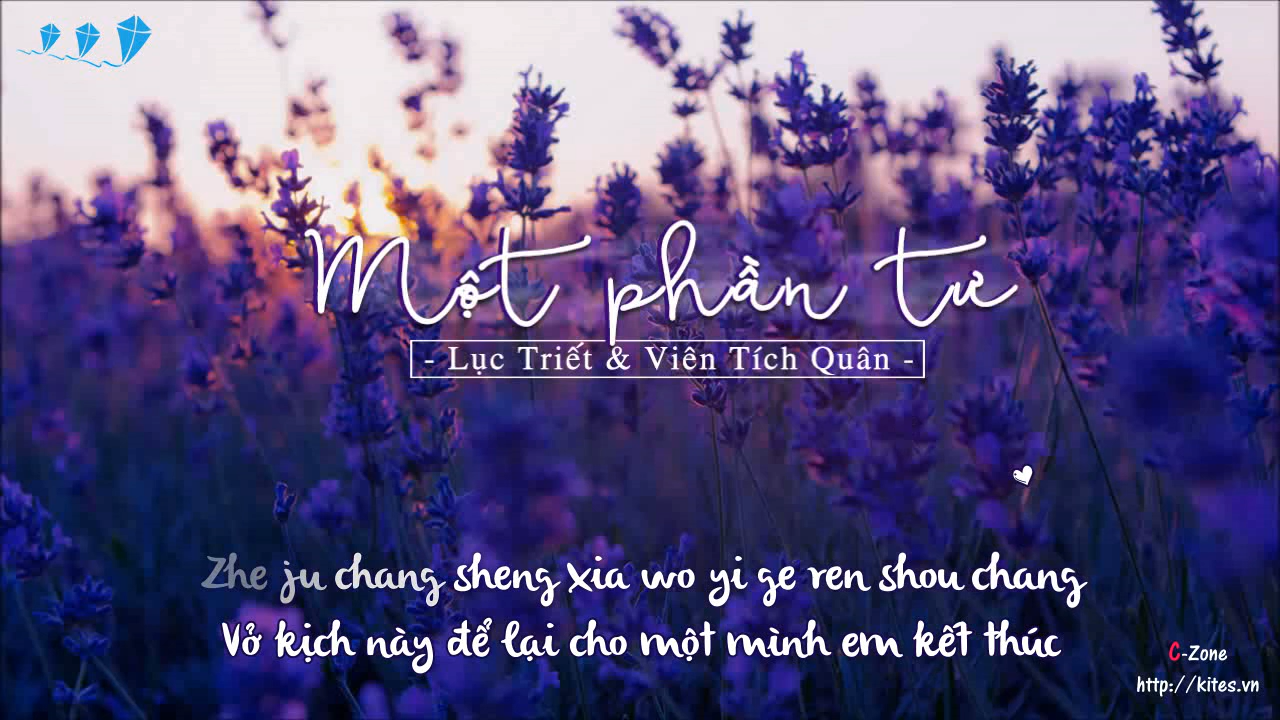 Một phần tư
- Lục Triết & Viên Tích Quân -
Zhe ju chang sheng xia wo yi ge ren shou chang
Vở kịch này để lại cho một mình em kết thúc
C-Zone
http://kites.vn